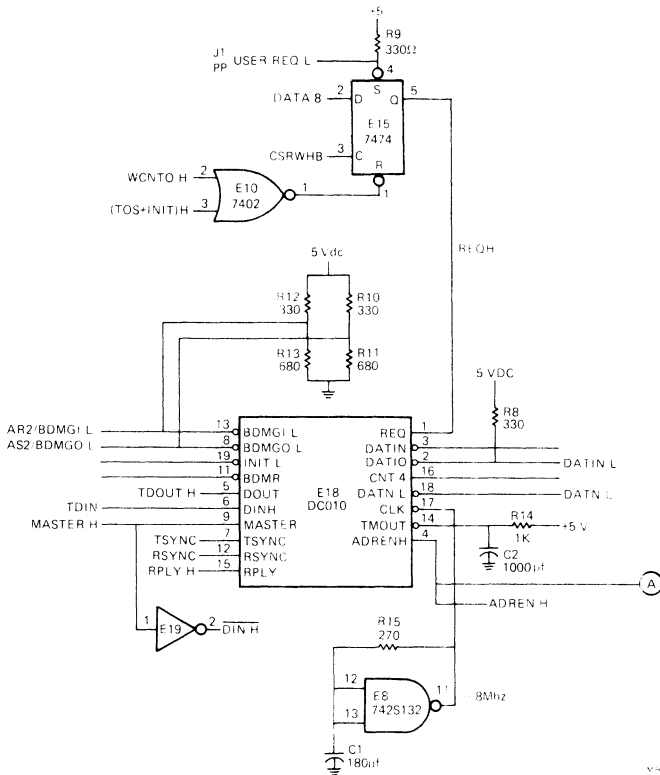 +5
R9
330Ω
J1
PP
USER REQ L
4
S
DATA 8
2
D
Q
5
E15
7474
CSRWHB
3
C
R
1
WCNTO H
2
E10
7402
1
(TOS+INIT)H
3
REQH
5 Vdc
R12
330
R10
330
R13
680
R11
680
5 VDC
R8
330
AR2/BDMGI L
13
BDMGI L
REQ
1
AS2/BDMGO L
8
BDMGO L
DATIN
3
19
INIT L
DATIO
2
DATIN L
11
BDMR
CNT 4
16
TDOUT H
5
DOUT
E18
DC010
DATN L
18
DATN L
TDIN
6
DINH
CLK
17
MASTER H
9
MASTER
TMOUT
14
R14
1K
+5 V
TSYNC
7
TSYNC
ADRENH
4
C2
1000pf
RSYNC
12
RSYNC
RPLY H
15
RPLY
A
ADREN H
1
E19
2
DIN H
R15
270
12
E8
742S132
11
8Mhz
13
C1